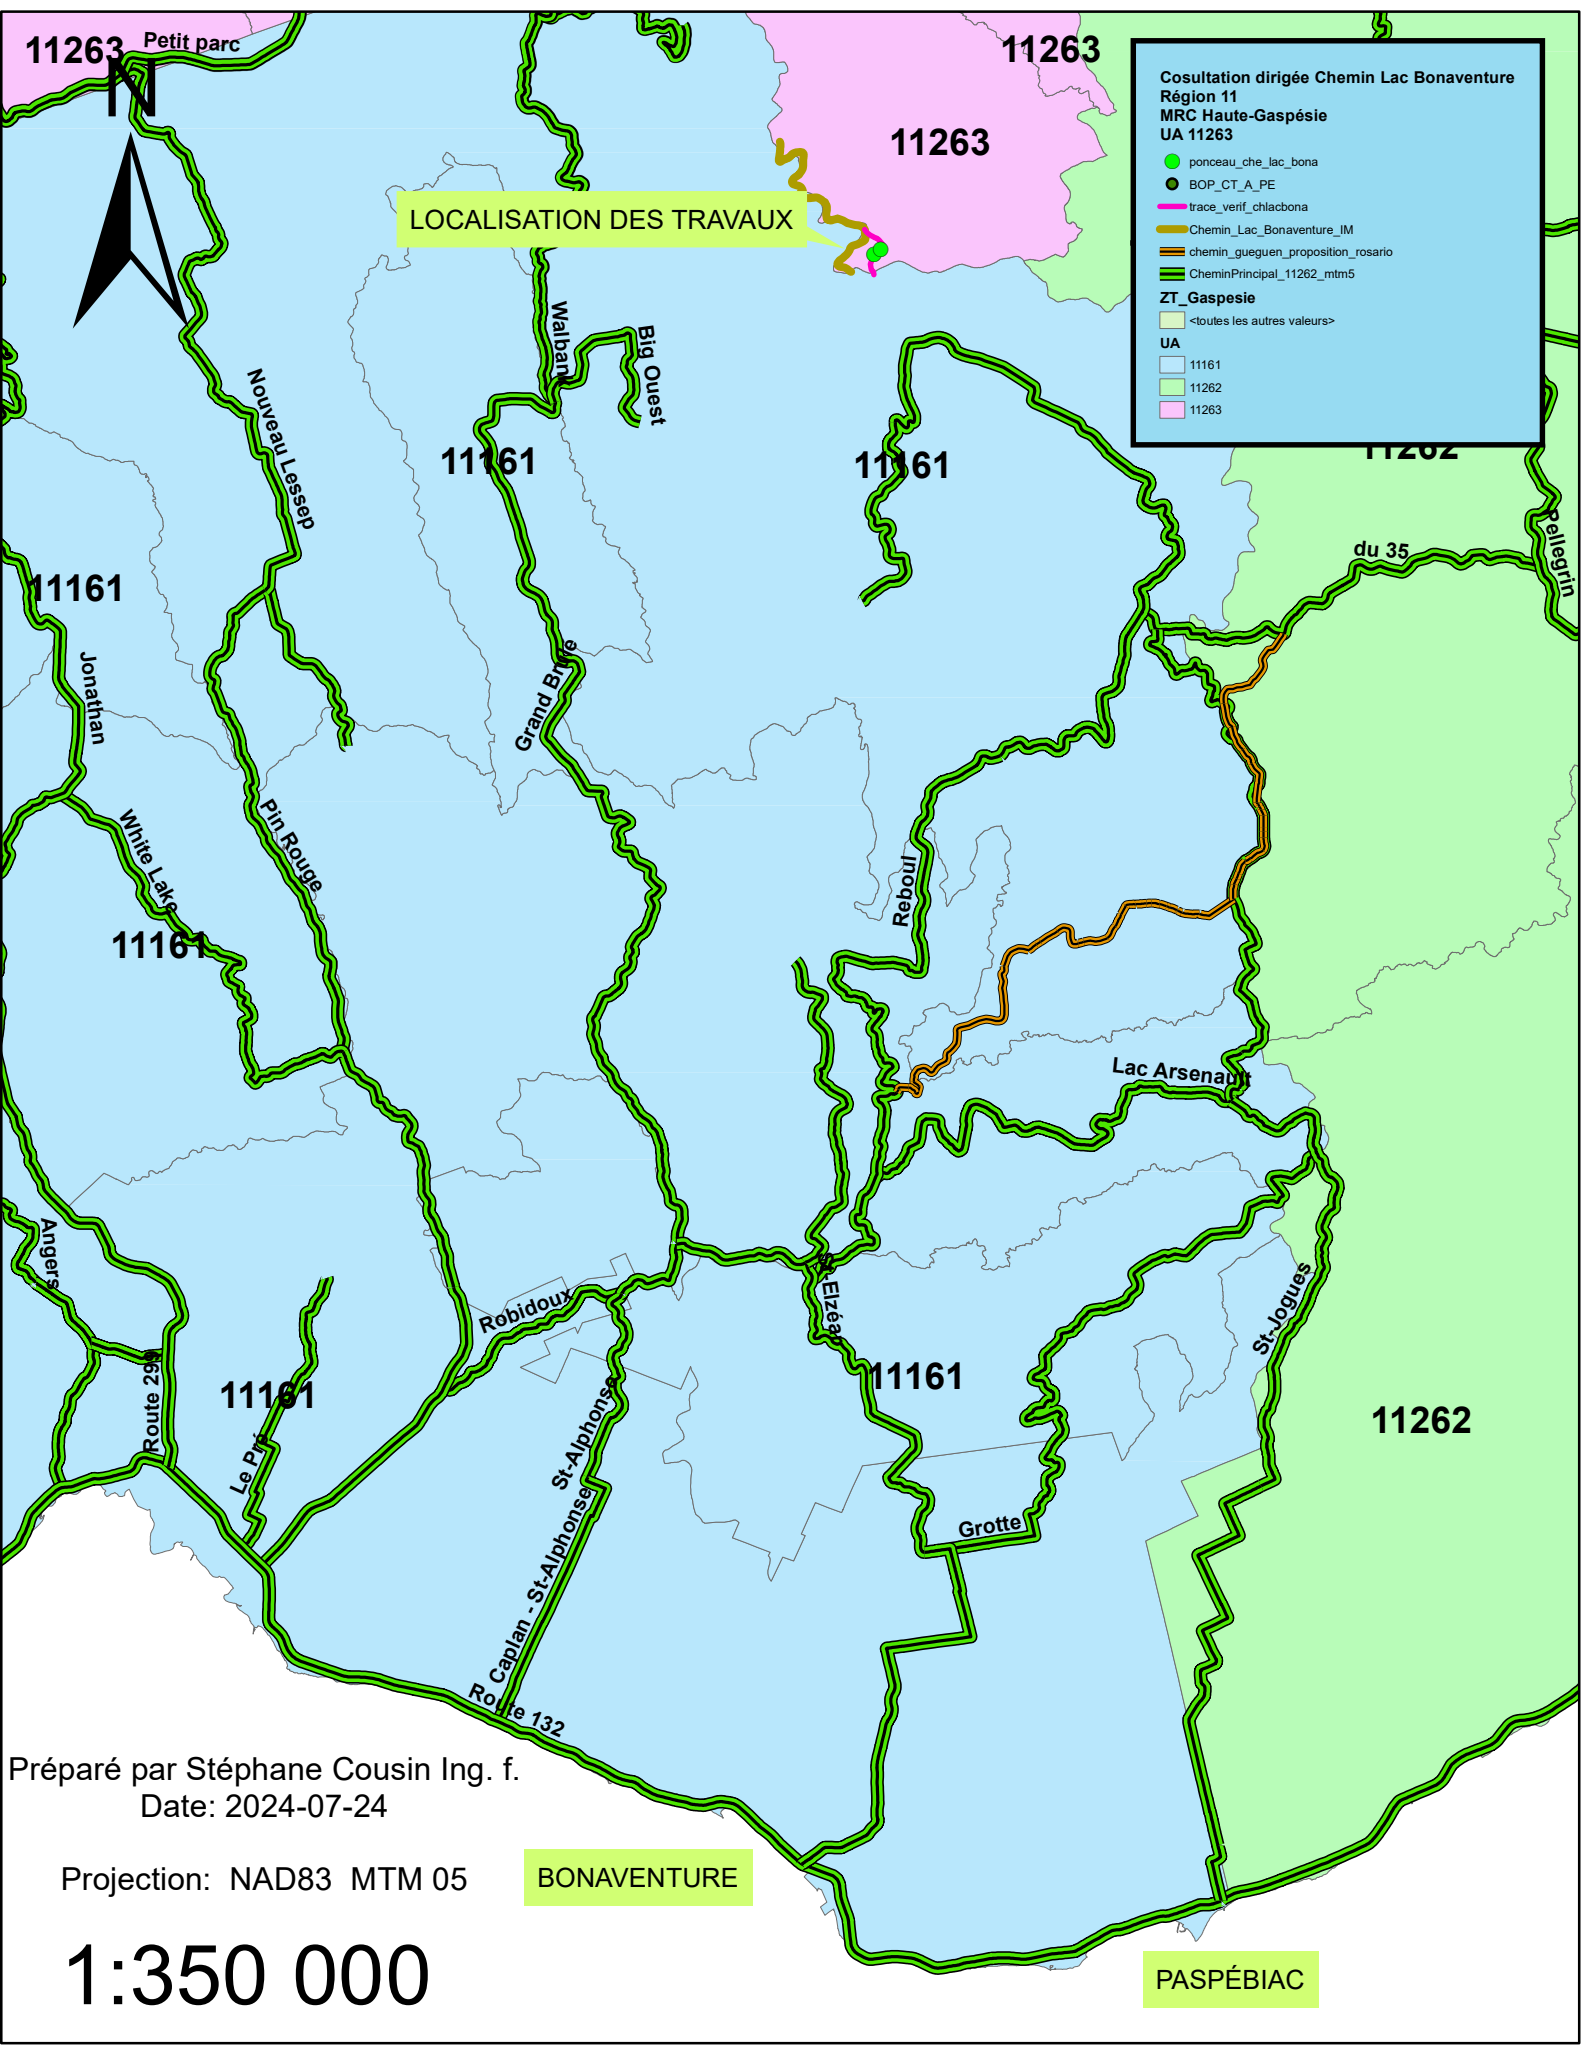 11263
Petit parc
N
11263
11263
LOCALISATION DES TRAVAUX
Cosultation dirigée Chemin Lac Bonaventure
Région 11
MRC Haute-Gaspésie
UA 11263
ponceau_che_lac_bona
BOP_CT_A_PE
trace_verif_chlacbona
Chemin_Lac_Bonaventure_IM
chemin_gueguen_proposition_rosario
CheminPrincipal_11262_mtm5
ZT_Gaspesie
<toutes les autres valeurs>
UA
11161
11262
11263
Walbank
Big Ouest
Nouveau Lessep
11161
11161
11262
Pellegrin
du 35
11161
Jonathan
Grand Brule
White Lake
Pin Rouge
Reboul
11161
Lac Arsenault
Angers
Robidoux
St-Elzéar
St-Jogues
Route 299
11161
Le Pré
St-Alphonse
11161
11262
Grotte
Caplan - St-Alphonse
Route 132
Préparé par Stéphane Cousin Ing. f.
Date: 2024-07-24
Projection: NAD83 MTM 05
BONAVENTURE
1:350 000
PASPÉBIAC